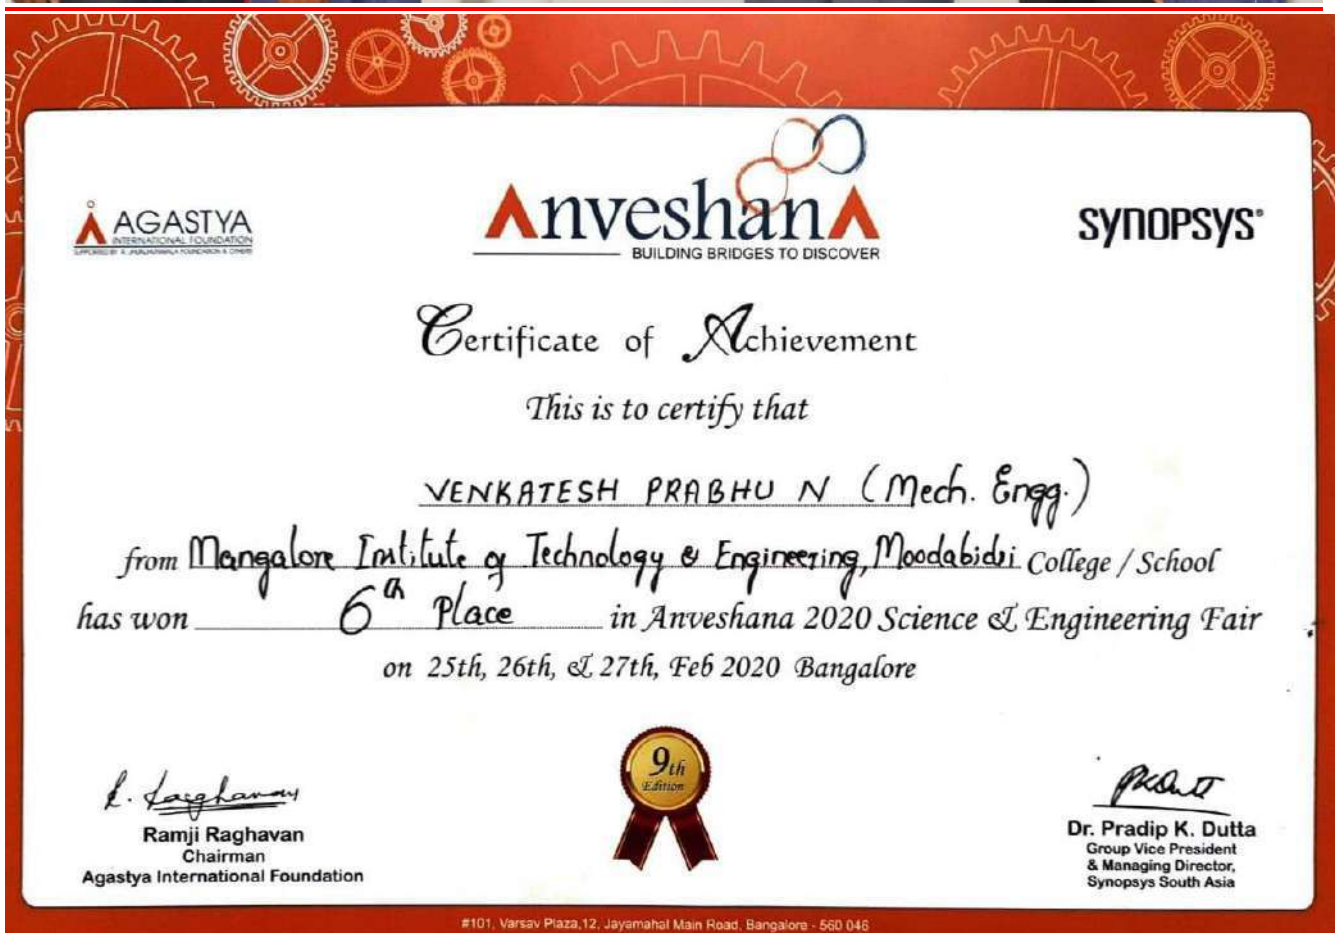 AGASTYA
INTERNATIONAL FOUNDATION
AnveshanA
BUILDING BRIDGES TO DISCOVER
SYNOPSYS®
Certificate of Achievement
This is to certify that
VENKATESH PRABHU N (Mech. Engg.)
from Mangalore Institute of Technology & Engineering, Moodabidri College / School
has won 6th Place in Anveshana 2020 Science & Engineering Fair
on 25th, 26th, & 27th, Feb 2020 Bangalore
9th
Edition
Ramji Raghavan
Chairman
Agastya International Foundation
Dr. Pradip K. Dutta
Group Vice President
& Managing Director,
Synopsys South Asia
#101, Varsav Plaza,12, Jayamahal Main Road, Bangalore - 560 046